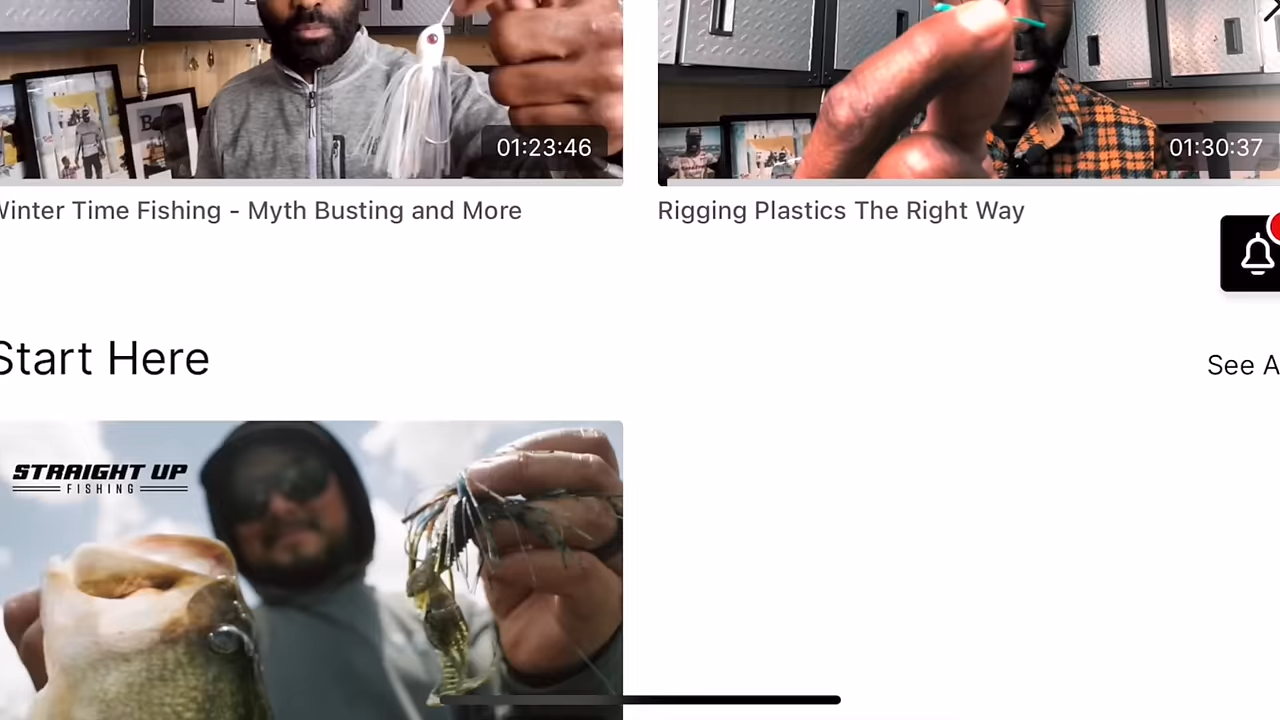 01:23:46
01:30:37
Winter Time Fishing - Myth Busting and More
Rigging Plastics The Right Way
Start Here
See A
STRAIGHT UP
FISHING